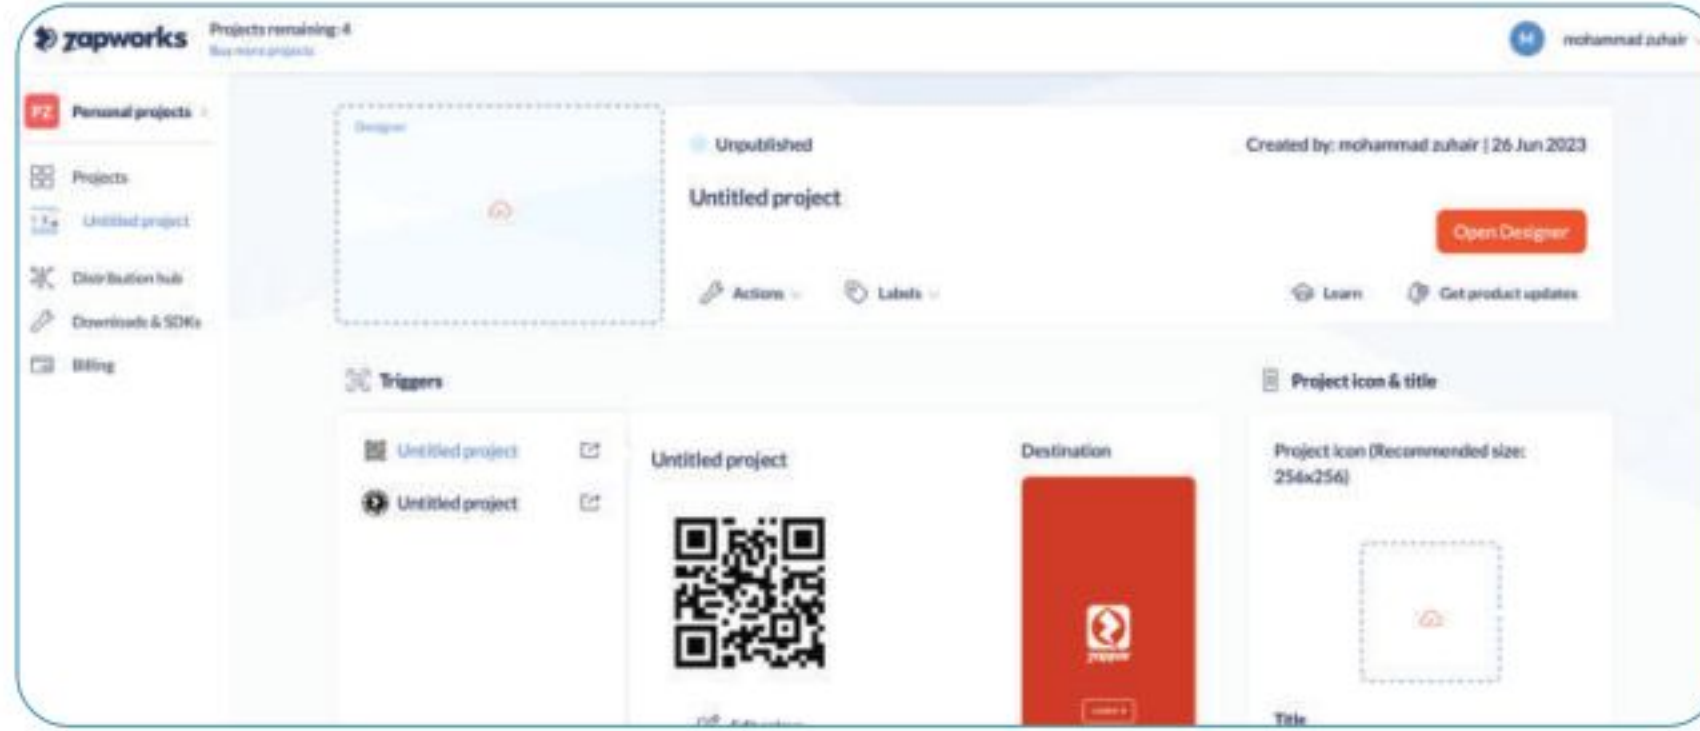 zapworks
Projects remaining: 4
Buy more projects
mohammad zuhair
PZ
Personal projects
Projects
Untitled project
Distribution hub
Downloads & SDKs
Billing
Designer
Unpublished
Created by: mohammad zuhair | 26 Jun 2023
Untitled project
Open Designer
Actions
Labels
Learn
Get product updates
Triggers
Untitled project
Untitled project
Untitled project
Destination
zappar
Project icon & title
Project icon (Recommended size:
256x256)
Title